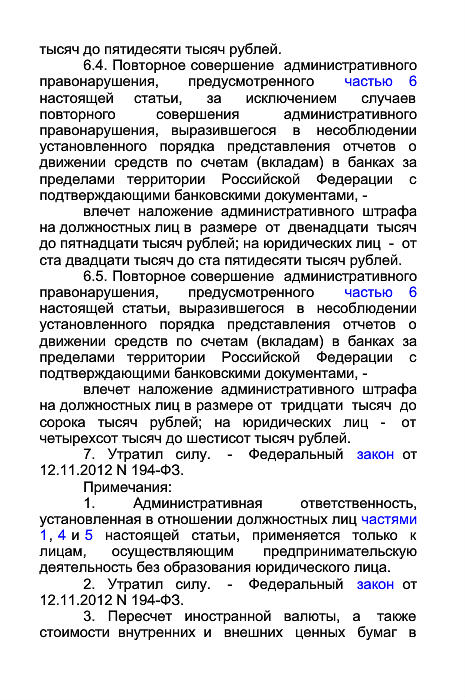 тысяч до пятидесяти тысяч рублей.
6.4. Повторное совершение административного
правонарушения, предусмотренного частью 6
настоящей статьи, за исключением случаев
повторного совершения административного
правонарушения, выразившегося в несоблюдении
установленного порядка представления отчетов о
движении средств по счетам (вкладам) в банках за
пределами территории Российской Федерации с
подтверждающими банковскими документами, -
влечет наложение административного штрафа
на должностных лиц в размере от двенадцати тысяч
до пятнадцати тысяч рублей; на юридических лиц - от
ста двадцати тысяч до ста пятидесяти тысяч рублей.
6.5. Повторное совершение административного
правонарушения, предусмотренного частью 6
настоящей статьи, выразившегося в несоблюдении
установленного порядка представления отчетов о
движении средств по счетам (вкладам) в банках за
пределами территории Российской Федерации с
подтверждающими банковскими документами, -
влечет наложение административного штрафа
на должностных лиц в размере от тридцати тысяч до
сорока тысяч рублей; на юридических лиц - от
четырехсот тысяч до шестисот тысяч рублей.
7. Утратил силу. - Федеральный закон от
12.11.2012 N 194-ФЗ.
Примечания:
1. Административная ответственность,
установленная в отношении должностных лиц частями
1, 4 и 5 настоящей статьи, применяется только к
лицам, осуществляющим предпринимательскую
деятельность без образования юридического лица.
2. Утратил силу. - Федеральный закон от
12.11.2012 N 194-ФЗ.
3. Пересчет иностранной валюты, а также
стоимости внутренних и внешних ценных бумаг в